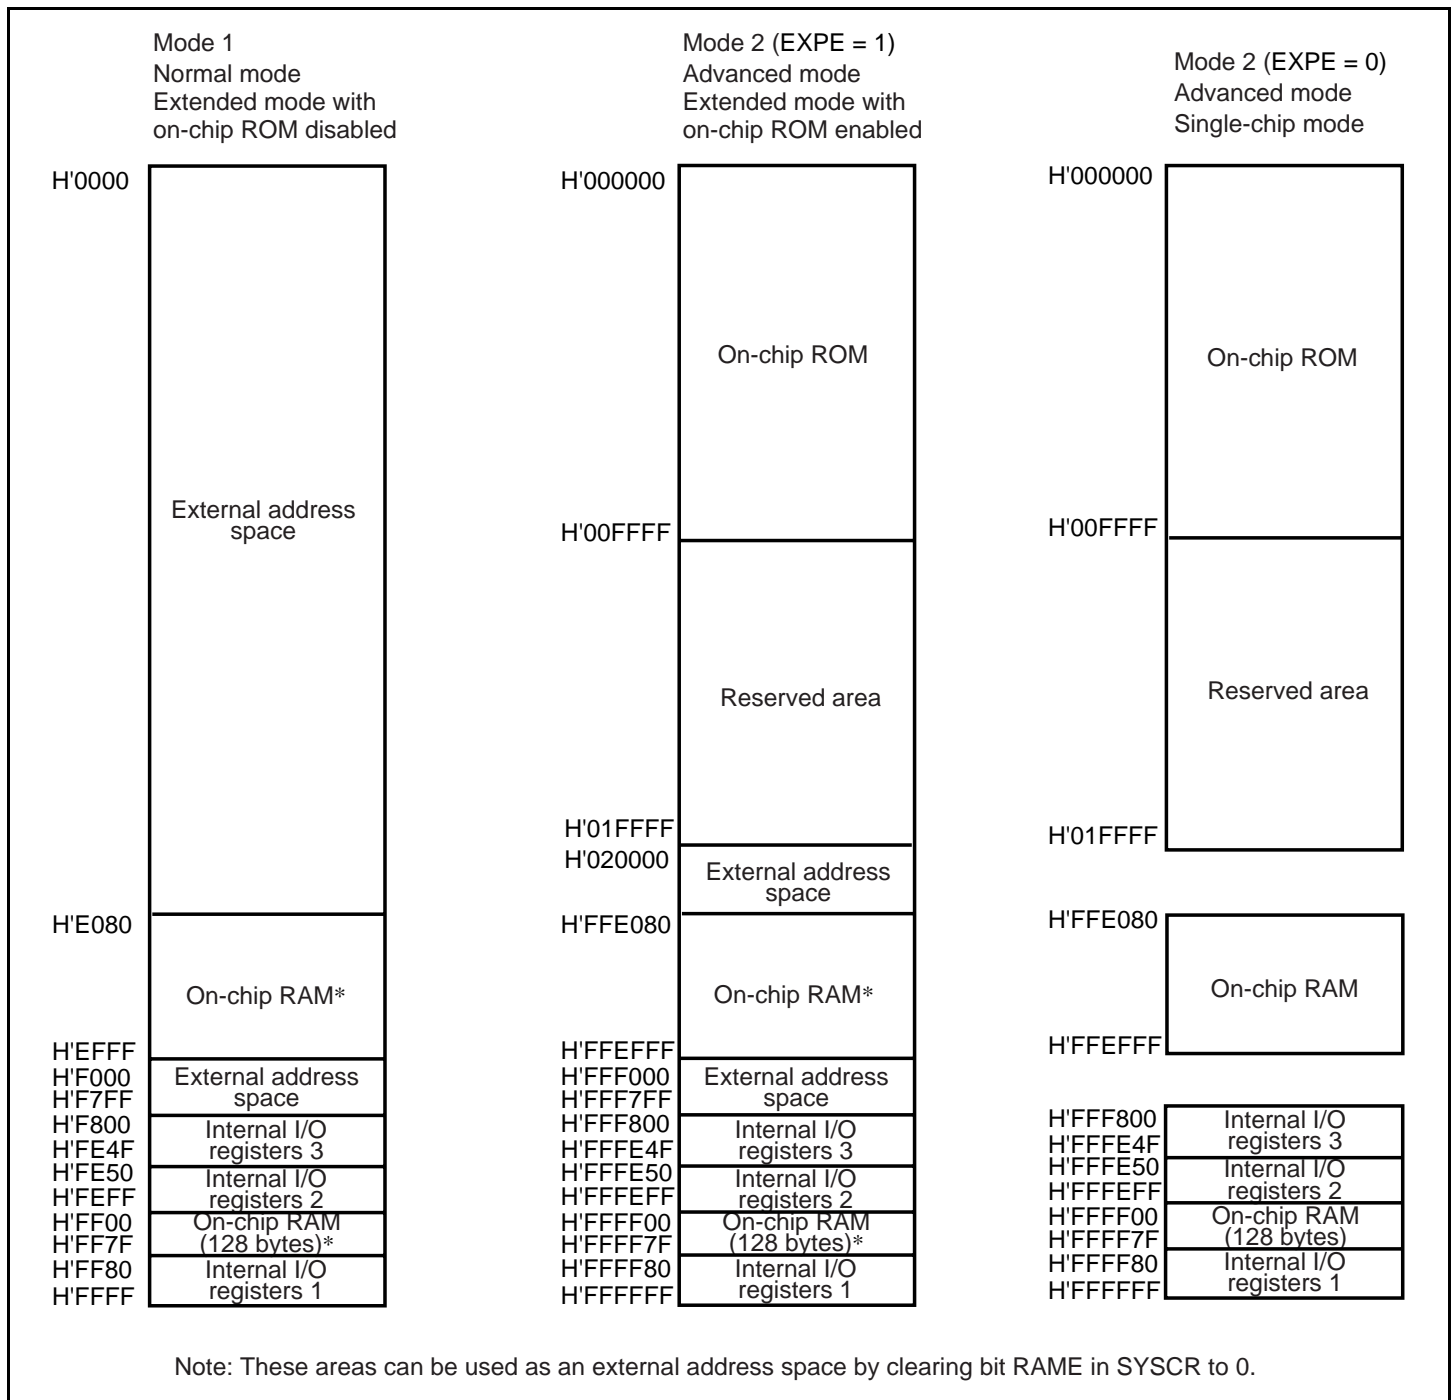 Mode 1
Normal mode
Extended mode with
on-chip ROM disabled
H'0000
External address
space
H'E080
On-chip RAM*
H'EFFF
H'F000
External address
space
H'F7FF
H'F800
Internal I/O
registers 3
H'FE4F
H'FE50
Internal I/O
registers 2
H'FEFF
H'FF00
On-chip RAM
(128 bytes)*
H'FF7F
H'FF80
Internal I/O
registers 1
H'FFFF
Mode 2 (EXPE = 1)
Advanced mode
Extended mode with
on-chip ROM enabled
H'000000
On-chip ROM
H'00FFFF
Reserved area
H'01FFFF
H'020000
External address
space
H'FFE080
On-chip RAM*
H'FFEFFF
H'FFF000
External address
space
H'FFF7FF
H'FFF800
Internal I/O
registers 3
H'FFFE4F
H'FFFE50
Internal I/O
registers 2
H'FFFEFF
H'FFFF00
On-chip RAM
(128 bytes)*
H'FFFF7F
H'FFFF80
Internal I/O
registers 1
H'FFFFFF
Mode 2 (EXPE = 0)
Advanced mode
Single-chip mode
H'000000
On-chip ROM
H'00FFFF
Reserved area
H'01FFFF
H'FFE080
On-chip RAM
H'FFEFFF
H'FFF800
Internal I/O
registers 3
H'FFFE4F
H'FFFE50
Internal I/O
registers 2
H'FFFEFF
H'FFFF00
On-chip RAM
(128 bytes)
H'FFFF7F
H'FFFF80
Internal I/O
registers 1
H'FFFFFF
Note: These areas can be used as an external address space by clearing bit RAME in SYSCR to 0.